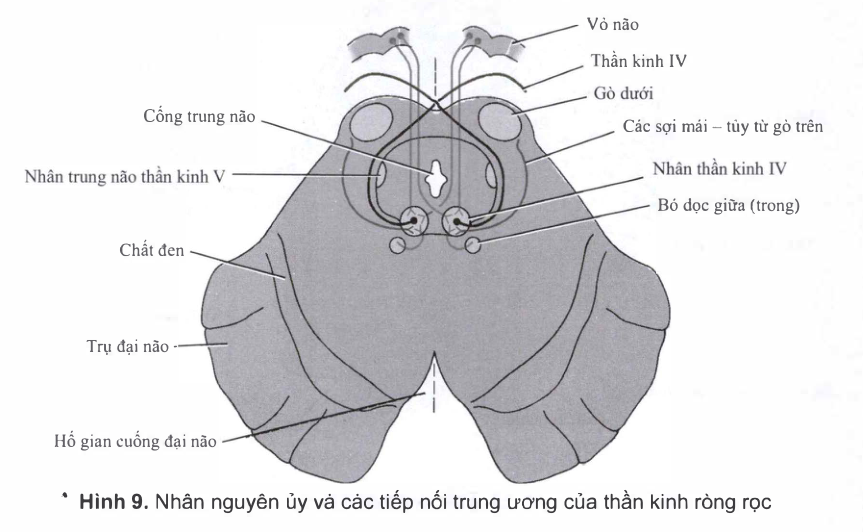 Vỏ não
Thần kinh IV
Gò dưới
Cống trung não
Các sợi mái – tủy từ gò trên
Nhân trung não thần kinh V
Nhân thần kinh IV
Bó dọc giữa (trong)
Chất đen
Trụ đại não
Hố gian cuống đại não
Hình 9. Nhân nguyên ủy và các tiếp nối trung ương của thần kinh ròng rọc